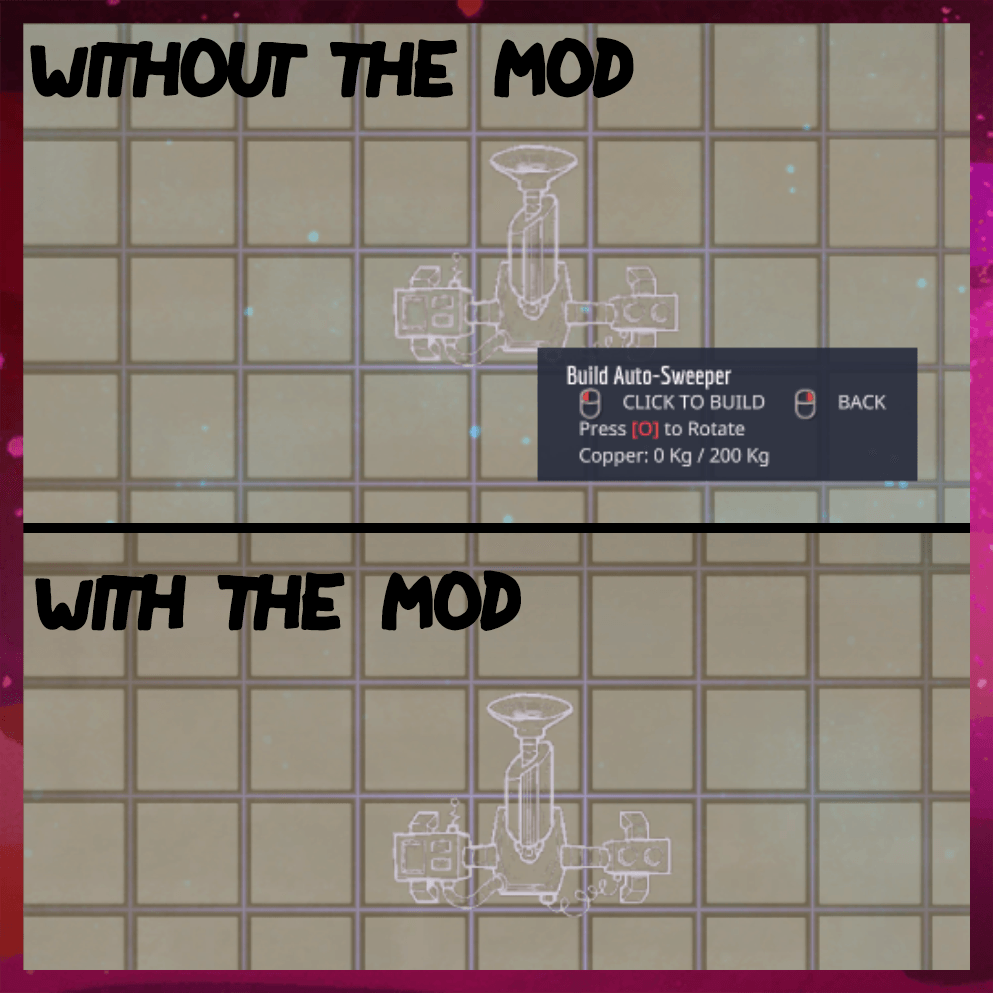 WITHOUT THE MOD
Build Auto-Sweeper
CLICK TO BUILD BACK
Press [O] to Rotate
Copper: 0 Kg / 200 Kg
WITH THE MOD